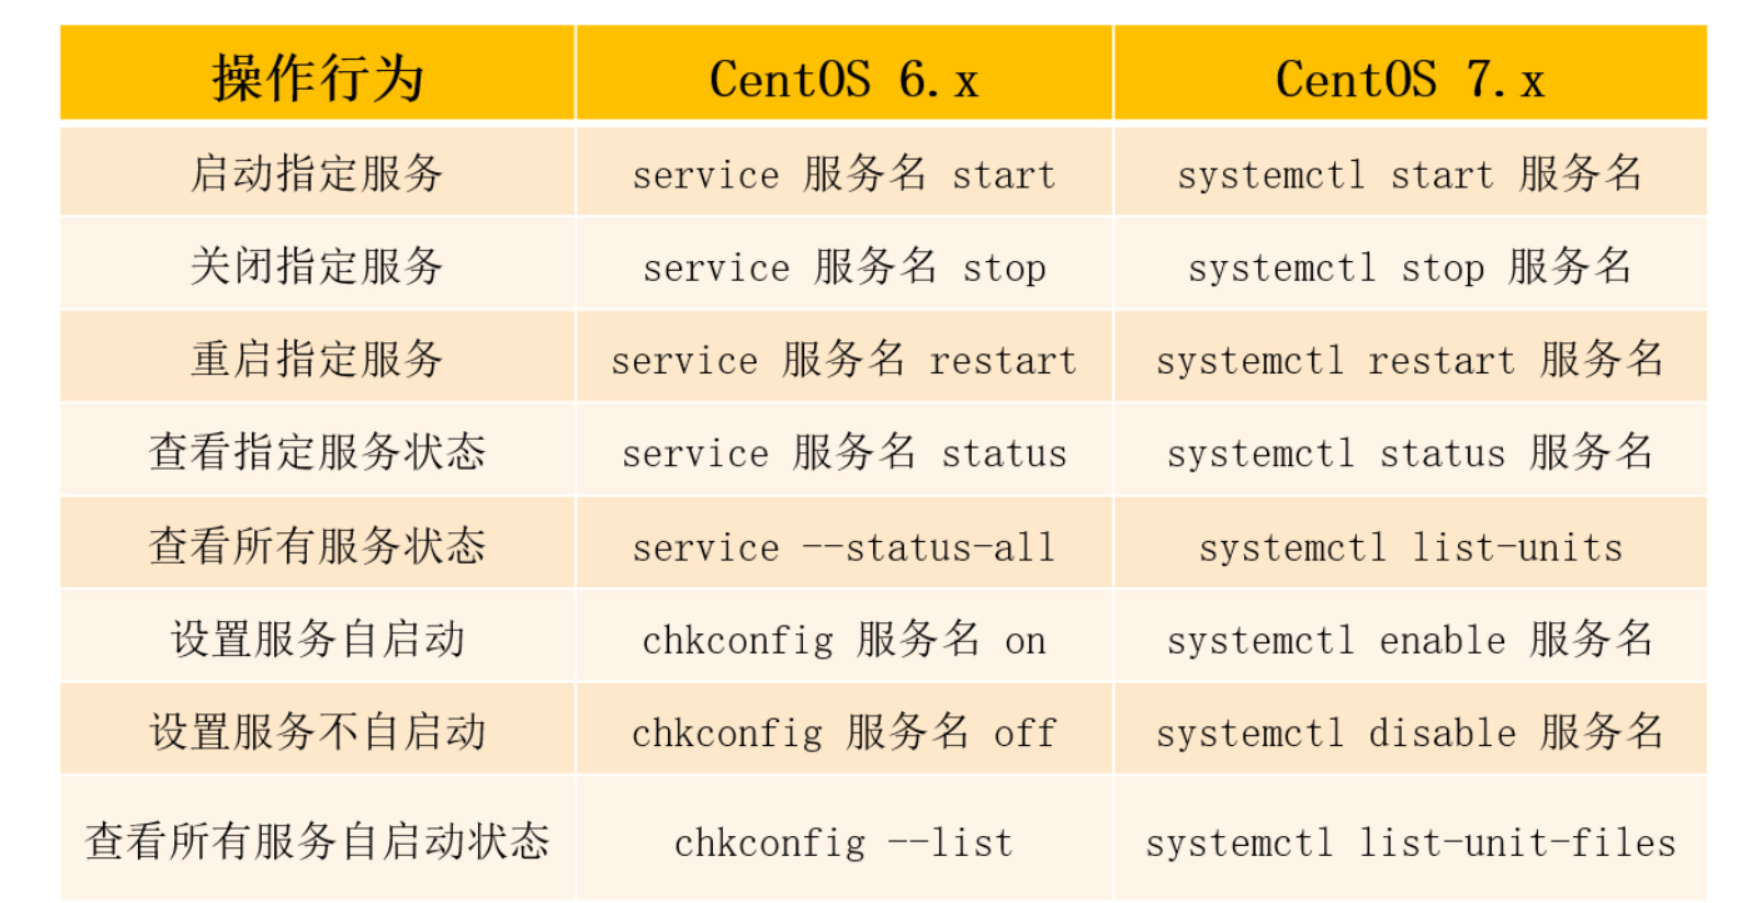 操作行为 CentOS 6.x CentOS 7.x
启动指定服务 service 服务名 start systemctl start 服务名
关闭指定服务 service 服务名 stop systemctl stop 服务名
重启指定服务 service 服务名 restart systemctl restart 服务名
查看指定服务状态 service 服务名 status systemctl status 服务名
查看所有服务状态 service --status-all systemctl list-units
设置服务自启动 chkconfig 服务名 on systemctl enable 服务名
设置服务不自启动 chkconfig 服务名 off systemctl disable 服务名
查看所有服务自启动状态 chkconfig --list systemctl list-unit-files